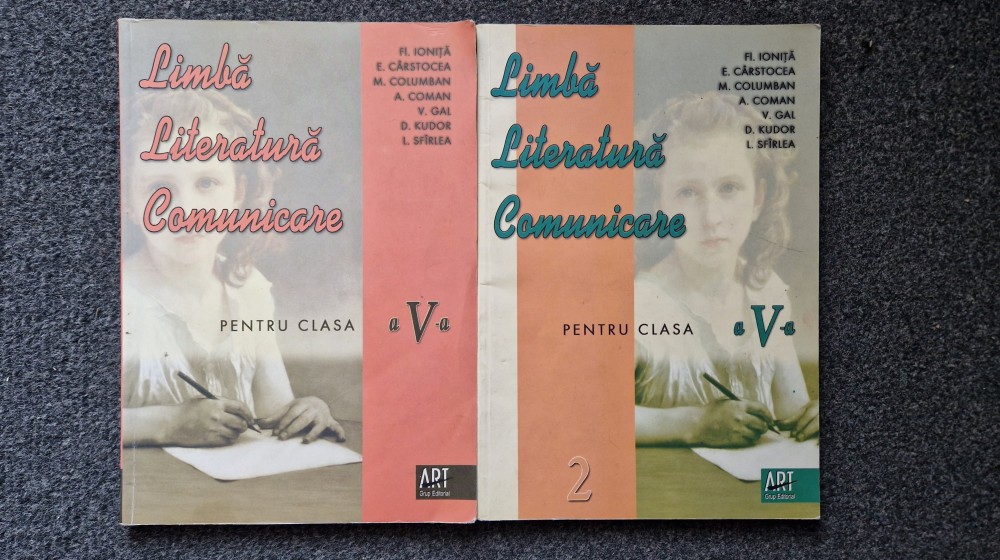 Limbă
Literatură
Comunicare
Fl. IONIȚĂ
E. CÂRSTOCEA
M. COLUMBAN
A. COMAN
V. GAL
D. KUDOR
L. SFÎRLEA
PENTRU CLASA a V-a
ART
Grup Editorial
Limbă
Literatură
Comunicare
Fl. IONIȚĂ
E. CÂRSTOCEA
M. COLUMBAN
A. COMAN
V. GAL
D. KUDOR
L. SFÎRLEA
PENTRU CLASA a V-a
2
ART
Grup Editorial